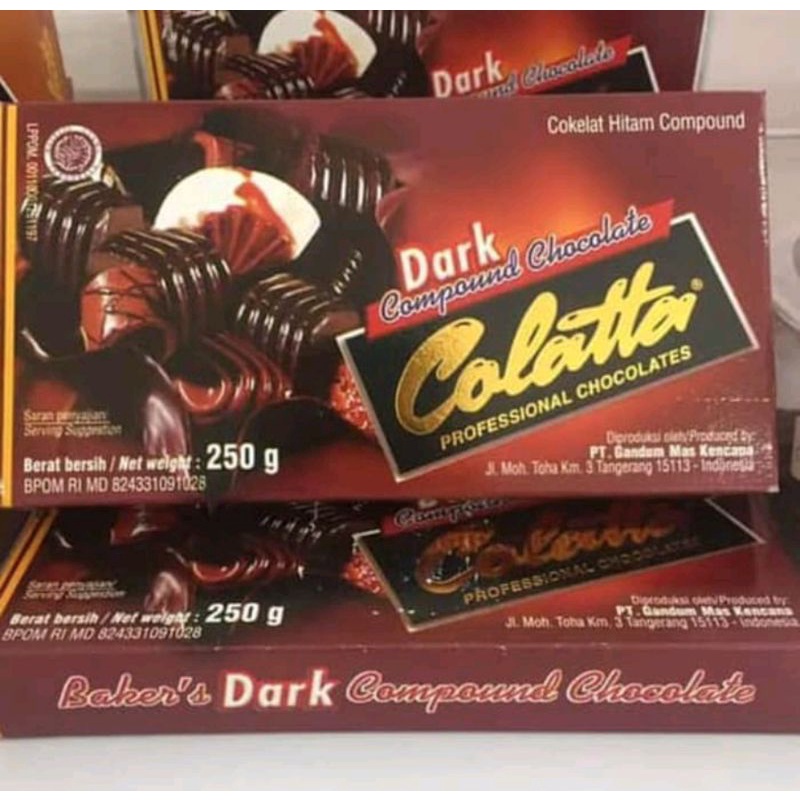 Dark
nd Chocolate
Cokelat Hitam Compound
Dark
Compound Chocolate
Colatta®
PROFESSIONAL CHOCOLATES
Saran penyajian/
Serving Suggestion
Berat bersih / Net weight : 250 g
BPOM RI MD 824331091028
Diproduksi oleh/Produced by:
PT. Gandum Mas Kencana
Jl. Moh. Toha Km. 3 Tangerang 15113 - Indonesia
Colatta
PROFESSIONAL CHOCOLATES
Saran penyajian/
Serving Suggestion
Berat bersih / Net weight : 250 g
BPOM RI MD 824331091028
Diproduksi oleh/Produced by:
PT. Gandum Mas Kencana
Jl. Moh. Toha Km. 3 Tangerang 15113 - Indonesia
Baker's Dark Compound Chocolate